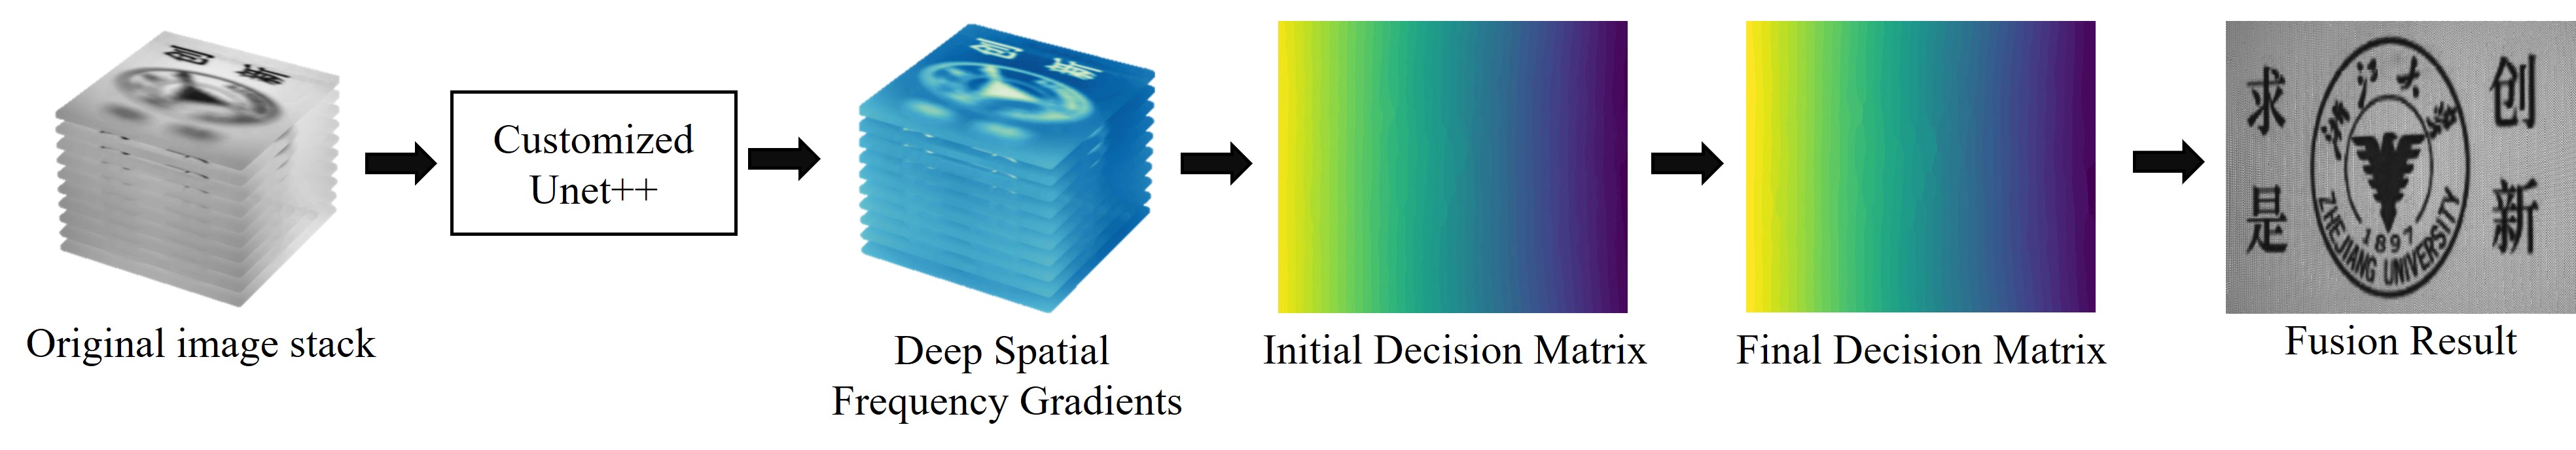 Original image stack
Customized
Unet++
Deep Spatial
Frequency Gradients
Initial Decision Matrix
Final Decision Matrix
求
是
浙江大学
ZHEJIANG UNIVERSITY
1897
创
新
Fusion Result